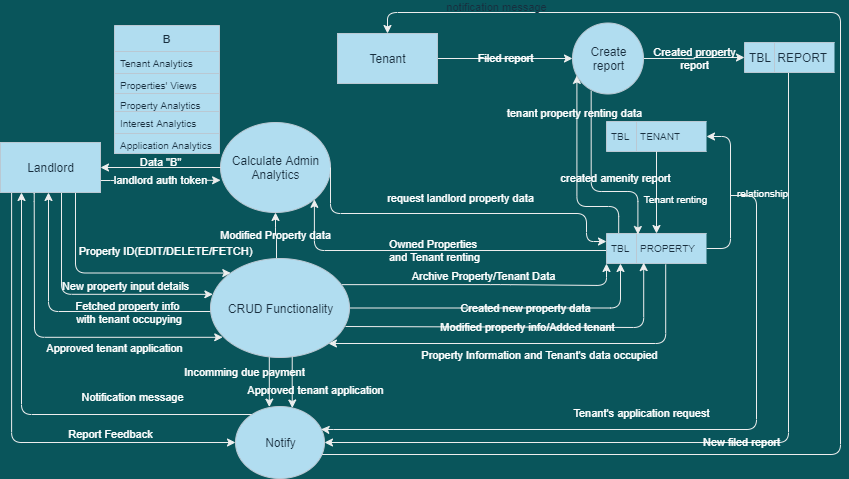 notification message
B
Tenant Analytics
Properties' Views
Property Analytics
Interest Analytics
Application Analytics
Tenant
Filed report
Create
report
Created property
report
TBL REPORT
tenant property renting data
TBL TENANT
Landlord
Data "B"
landlord auth token
Calculate Admin
Analytics
request landlord property data
created amenity report
Tenant renting
relationship
Modified Property data
Owned Properties
and Tenant renting
TBL PROPERTY
Property ID(EDIT/DELETE/FETCH)
Archive Property/Tenant Data
New property input details
Fetched property info
with tenant occupying
CRUD Functionality
Created new property data
Modified property info/Added tenant
Approved tenant application
Property Information and Tenant's data occupied
Incomming due payment
Approved tenant application
Notification message
Tenant's application request
Report Feedback
Notify
New filed report